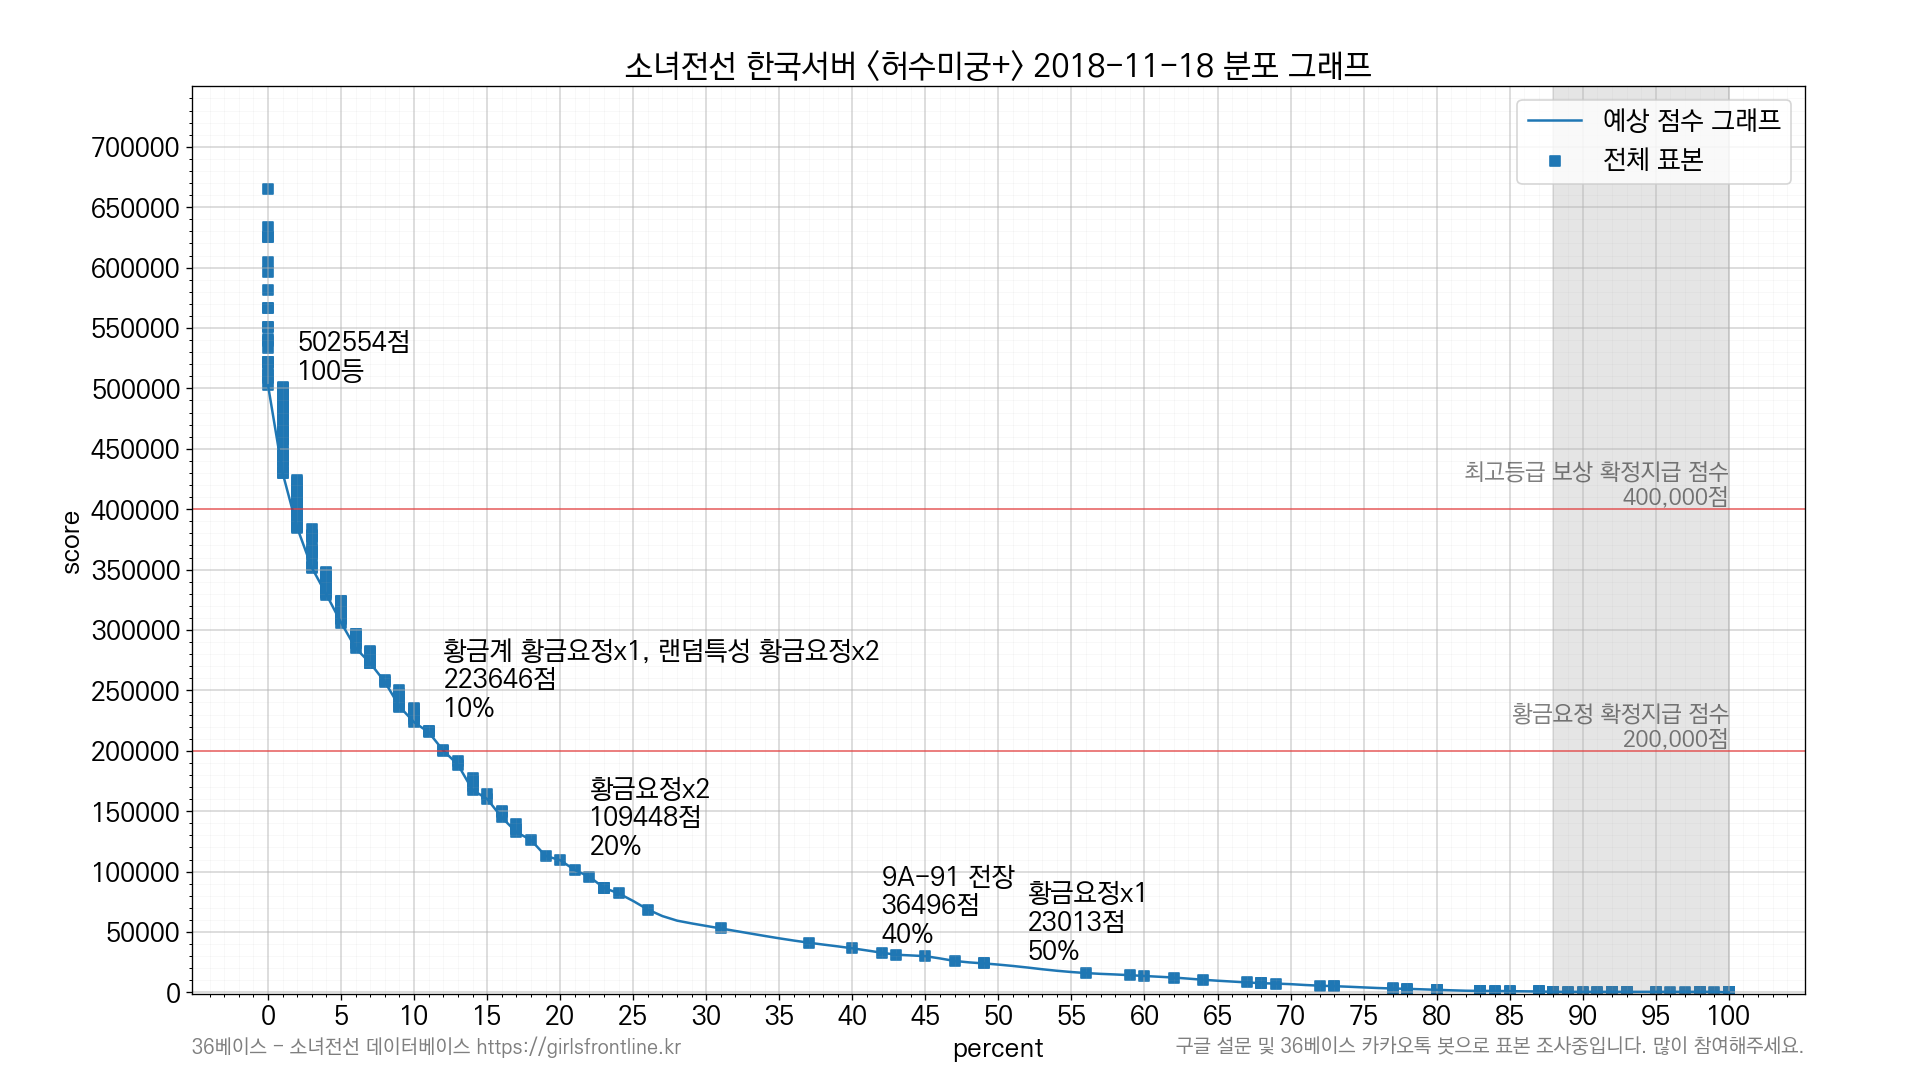 소녀전선 한국서버 <허수미궁+> 2018-11-18 분포 그래프
예상 점수 그래프
전체 표본
700000
650000
600000
550000
500000
450000
400000
350000
300000
250000
200000
150000
100000
50000
0
score
502554점
100등
최고등급 보상 확정지급 점수
400,000점
황금계 황금요정x1, 랜덤특성 황금요정x2
223646점
10%
황금요정 확정지급 점수
200,000점
황금요정x2
109448점
20%
9A-91 전장
36496점
40%
황금요정x1
23013점
50%
0 5 10 15 20 25 30 35 40 45 50 55 60 65 70 75 80 85 90 95 100
percent
36베이스 - 소녀전선 데이터베이스 https://girlsfrontline.kr
구글 설문 및 36베이스 카카오톡 봇으로 표본 조사중입니다. 많이 참여해주세요.